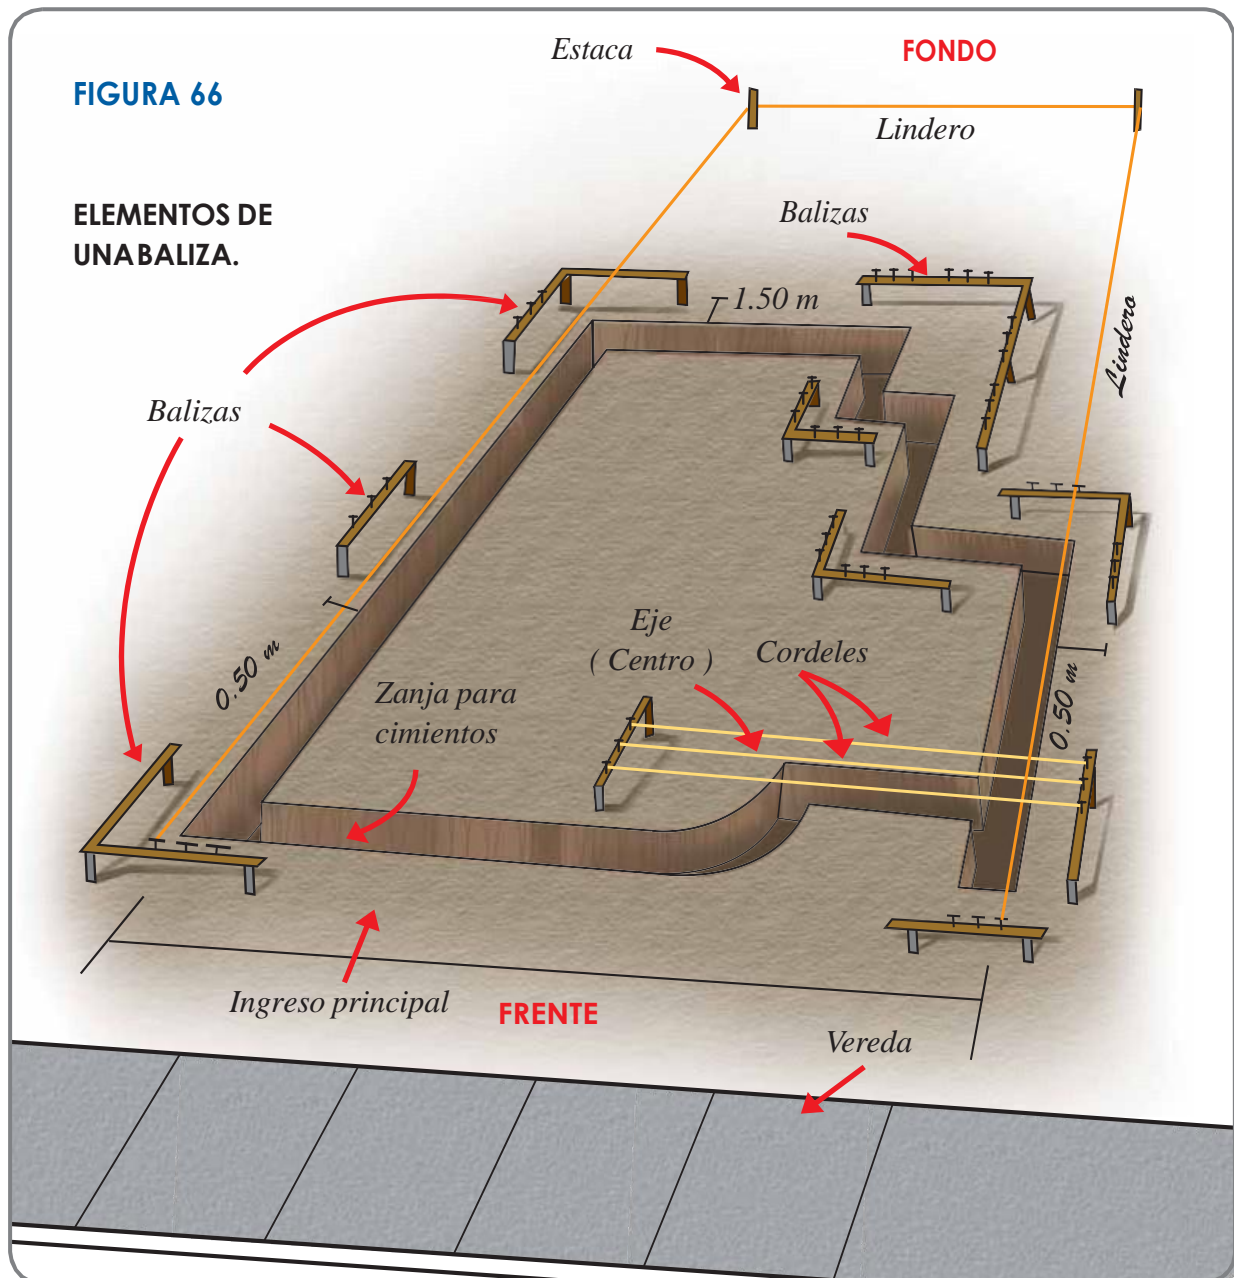 Estaca
FONDO
FIGURA 66
Lindero
ELEMENTOS DE
UNA BALIZA.
Balizas
1.50 m
Lindero
Balizas
Eje
( Centro )
Cordeles
0.50 m
Zanja para
cimientos
0.50 m
Ingreso principal
FRENTE
Vereda